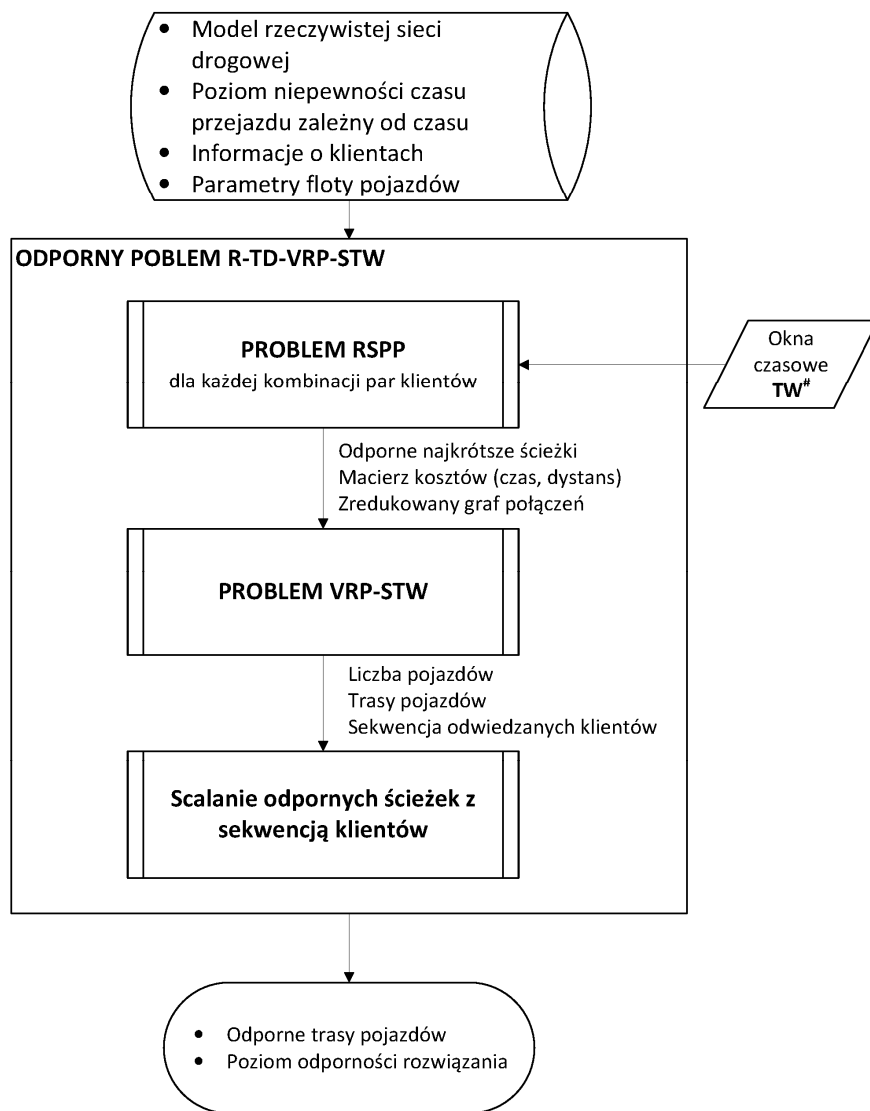 • Model rzeczywistej sieci
drogowej
• Poziom niepewności czasu
przejazdu zależny od czasu
• Informacje o klientach
• Parametry floty pojazdów
ODPORNY POBLEM R-TD-VRP-STW
PROBLEM RSPP
dla każdej kombinacji par klientów
Okna
czasowe
TW#
Odporne najkrótsze ścieżki
Macierz kosztów (czas, dystans)
Zredukowany graf połączeń
PROBLEM VRP-STW
Liczba pojazdów
Trasy pojazdów
Sekwencja odwiedzanych klientów
Scalanie odpornych ścieżek z
sekwencją klientów
• Odporne trasy pojazdów
• Poziom odporności rozwiązania